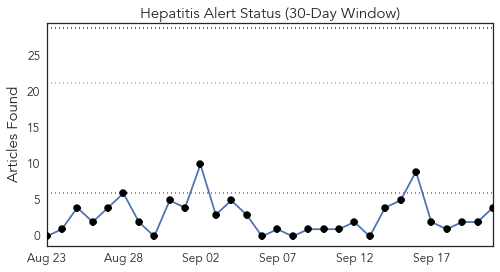 Hepatitis Alert Status (30-Day Window)
Articles Found
25
20
15
10
5
0
Aug 23 Aug 28 Sep 02 Sep 07 Sep 12 Sep 17